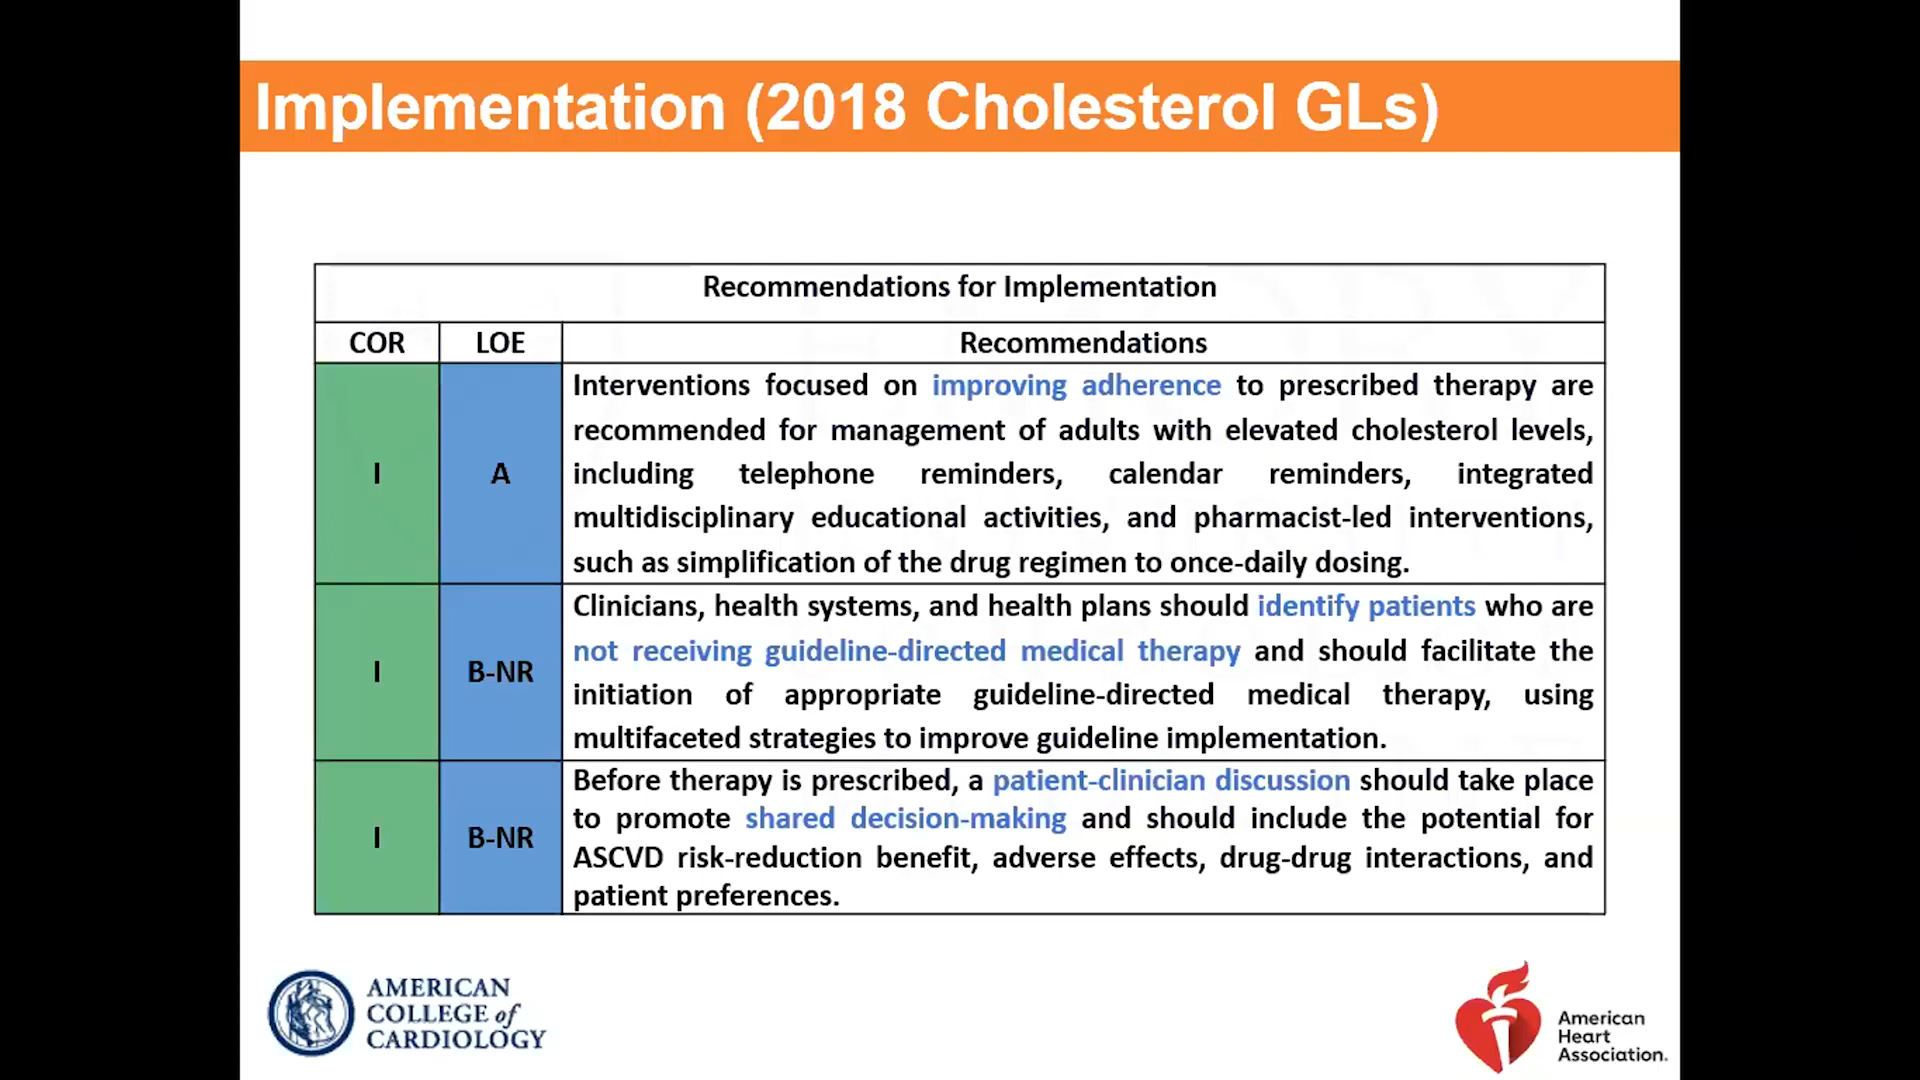 Implementation (2018 Cholesterol GLs)
Recommendations for Implementation
COR LOE Recommendations
I A
Interventions focused on improving adherence to prescribed therapy are
recommended for management of adults with elevated cholesterol levels,
including telephone reminders, calendar reminders, integrated
multidisciplinary educational activities, and pharmacist-led interventions,
such as simplification of the drug regimen to once-daily dosing.
I B-NR
Clinicians, health systems, and health plans should identify patients who are
not receiving guideline-directed medical therapy and should facilitate the
initiation of appropriate guideline-directed medical therapy, using
multifaceted strategies to improve guideline implementation.
I B-NR
Before therapy is prescribed, a patient-clinician discussion should take place
to promote shared decision-making and should include the potential for
ASCVD risk-reduction benefit, adverse effects, drug-drug interactions, and
patient preferences.
AMERICAN
COLLEGE of
CARDIOLOGY
American
Heart
Association.